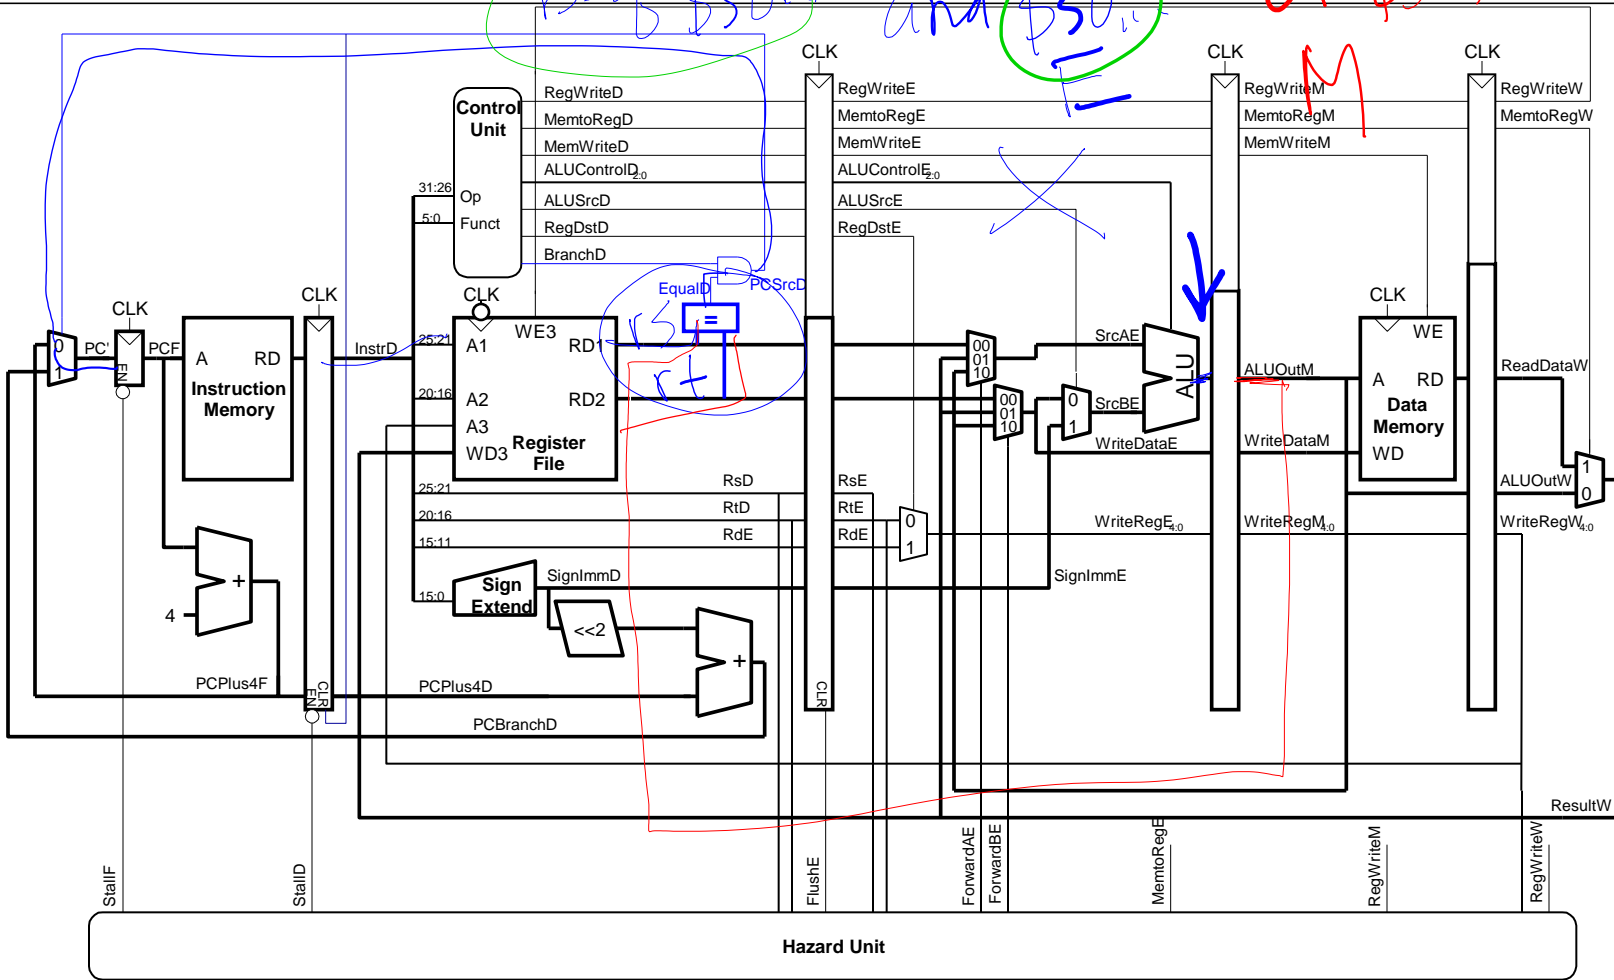 and $s0
M
E
CLK CLK CLK
RegWriteD RegWriteE RegWriteM RegWriteW
Control Unit
MemtoRegD MemtoRegE MemtoRegM MemtoRegW
MemWriteD MemWriteE MemWriteM
ALUControlD2:0 ALUControlE2:0
31:26 Op
ALUSrcD ALUSrcE
5:0 Funct
RegDstD RegDstE
BranchD
EqualD PCSrcD
CLK CLK CLK CLK
WE3 = WE
rs
0 PC' PCF A RD InstrD 25:21 A1 RD1 00 01 10 SrcAE
1 EN
Instruction Memory
ALU ALUOutM A RD ReadDataW
rt
20:16 A2 RD2 00 01 10 0 1 SrcBE
Data Memory
A3
WD3 Register File
WriteDataE WriteDataM WD
1 0
25:21 RsD RsE ALUOutW
20:16 RtD RtE 0
WriteRegE4:0 WriteRegM4:0 WriteRegW4:0
15:11 RdE RdE 1
+
SignImmD SignImmE
15:0 Sign Extend
4
<<2
+
PCPlus4F EN CLR PCPlus4D CLR
PCBranchD
ResultW
StallF StallD FlushE ForwardAE ForwardBE MemtoRegE RegWriteM RegWriteW
Hazard Unit